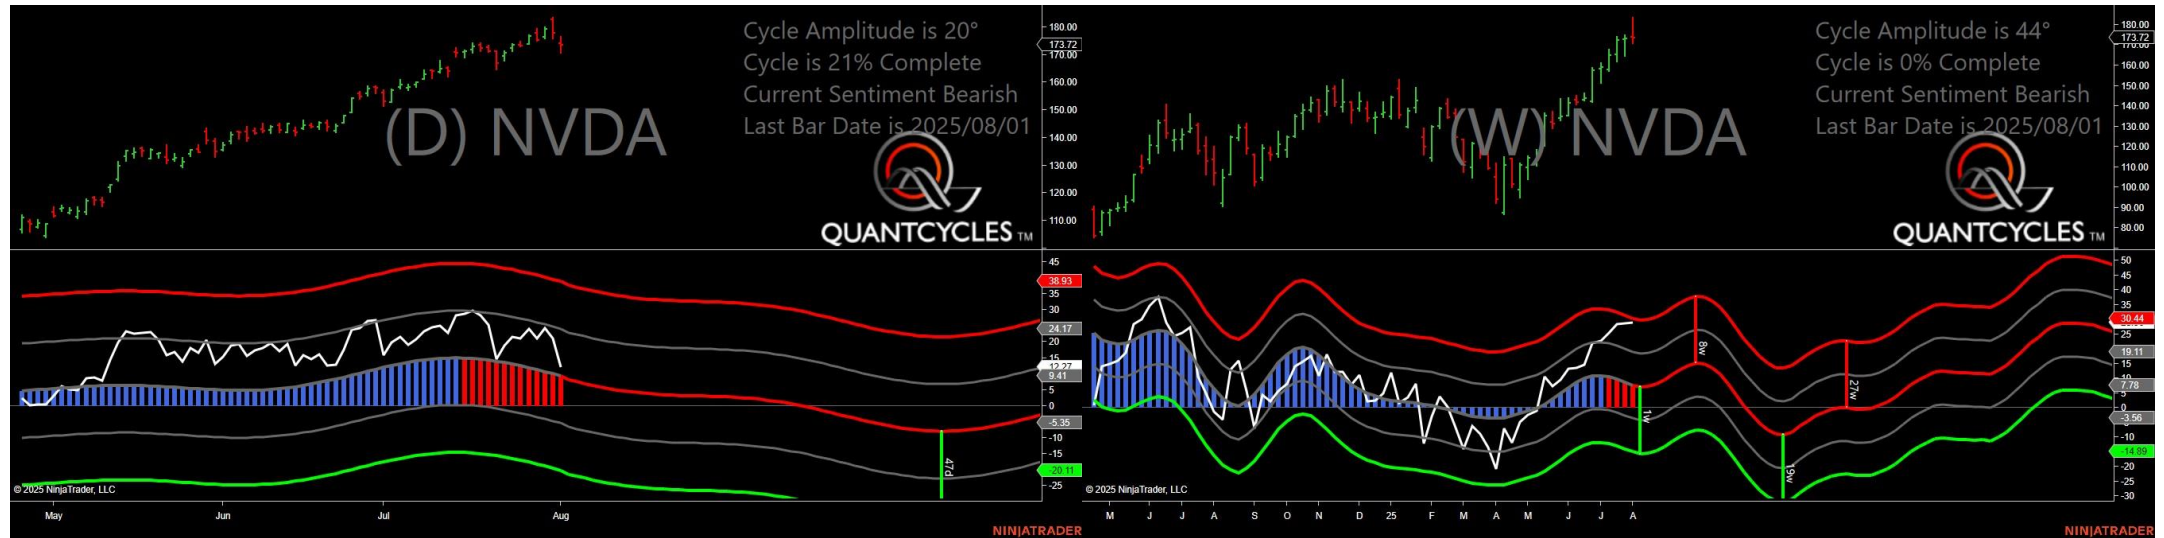 Cycle Amplitude is 20°
Cycle is 21% Complete
Current Sentiment Bearish
Last Bar Date is 2025/08/01
(D) NVDA
QUANTCYCLES TM
180.00
173.72
170.00
160.00
150.00
140.00
130.00
120.00
110.00
45
38.93
35
30
24.17
20
15
12.27
9.41
5
0
-5.35
-10
-15
-20.11
-25
47d
© 2025 NinjaTrader, LLC
May
Jun
Jul
Aug
NINJATRADER
Cycle Amplitude is 44°
Cycle is 0% Complete
Current Sentiment Bearish
Last Bar Date is 2025/08/01
(W) NVDA
QUANTCYCLES TM
180.00
173.72
170.00
160.00
150.00
140.00
130.00
120.00
110.00
100.00
90.00
80.00
50
45
40
35
30.44
25
19.11
15
7.78
5
0
-3.56
-10
-14.89
-20
-25
-30
8w
1w
19w
27w
© 2025 NinjaTrader, LLC
M
J
J
A
S
O
N
D
25
F
M
A
M
J
J
A
NINJATRADER